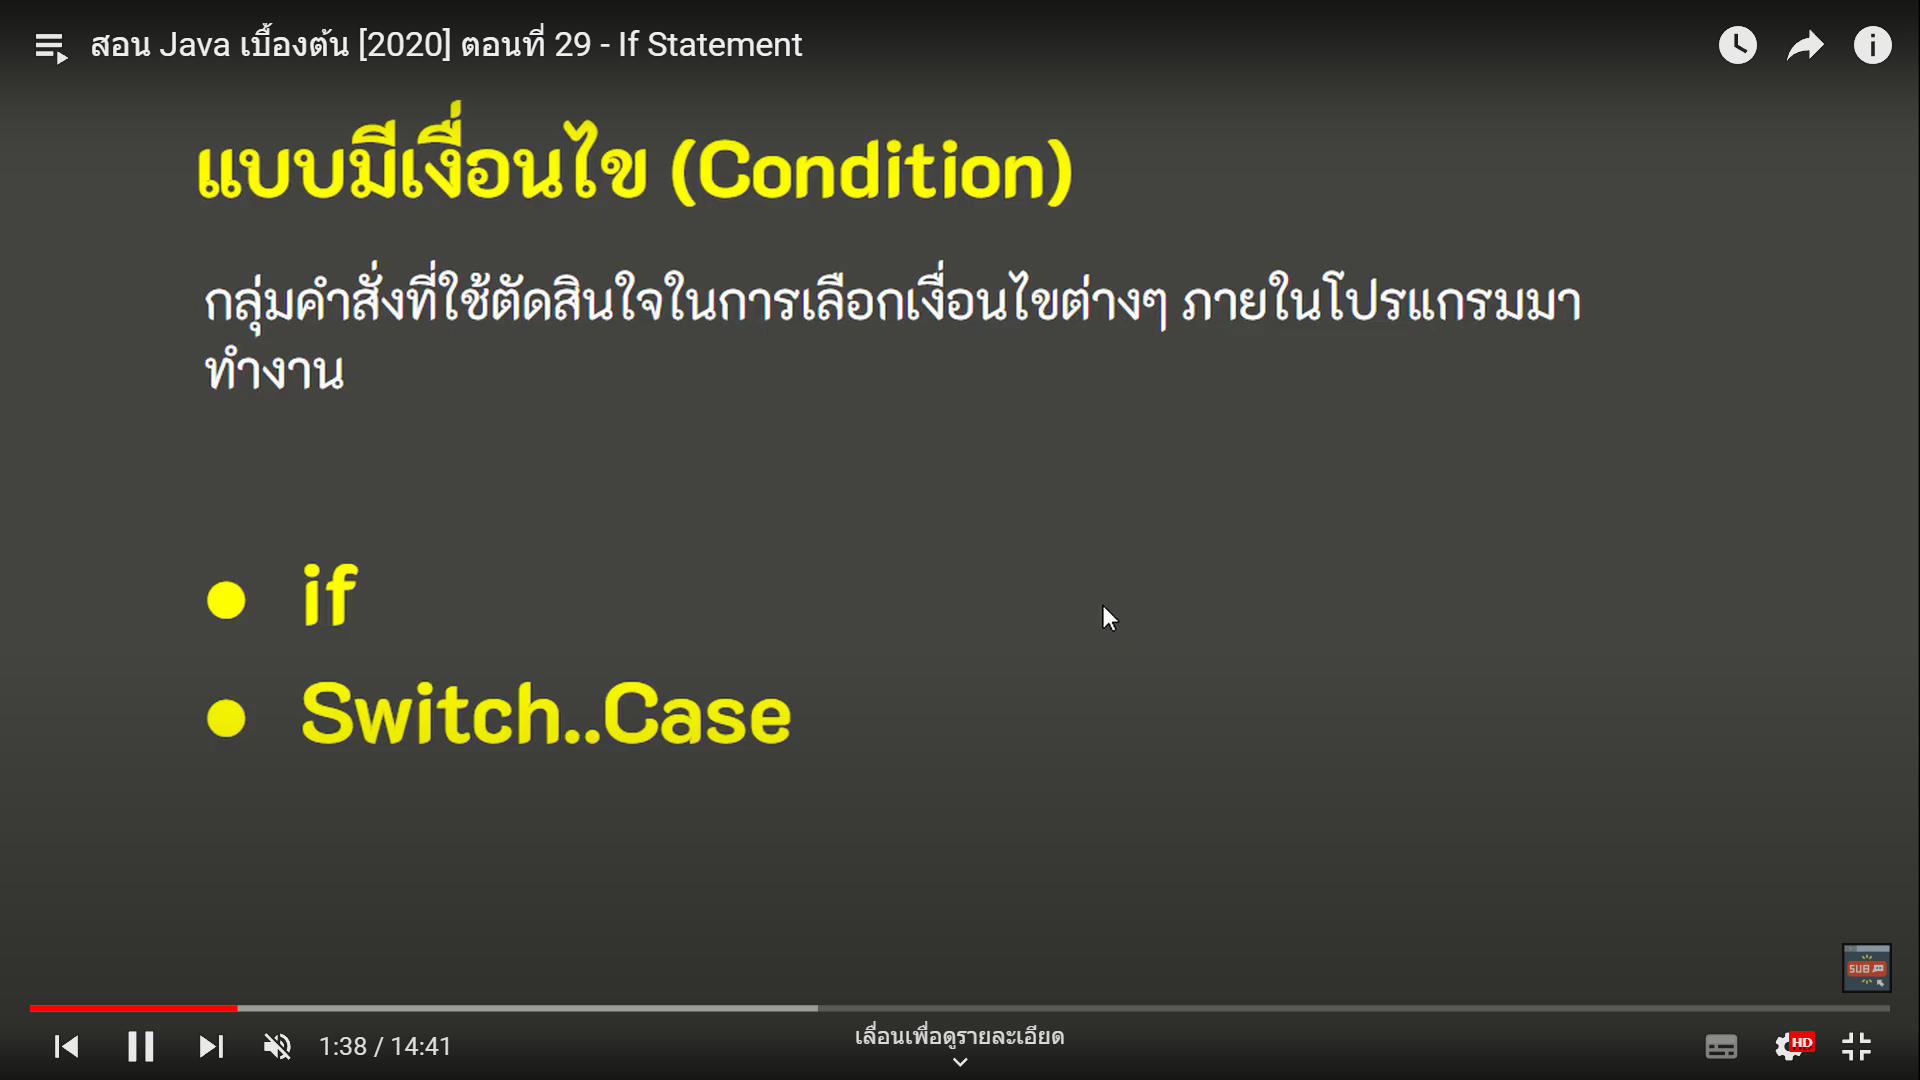 สอน Java เบื้องต้น [2020] ตอนที่ 29 - If Statement
แบบมีเงื่อนไข (Condition)
กลุ่มคำสั่งที่ใช้ตัดสินใจในการเลือกเงื่อนไขต่างๆ ภายในโปรแกรมมา
ทำงาน
● if
● Switch..Case
SUB
1:38 / 14:41
เลื่อนเพื่อดูรายละเอียด
HD